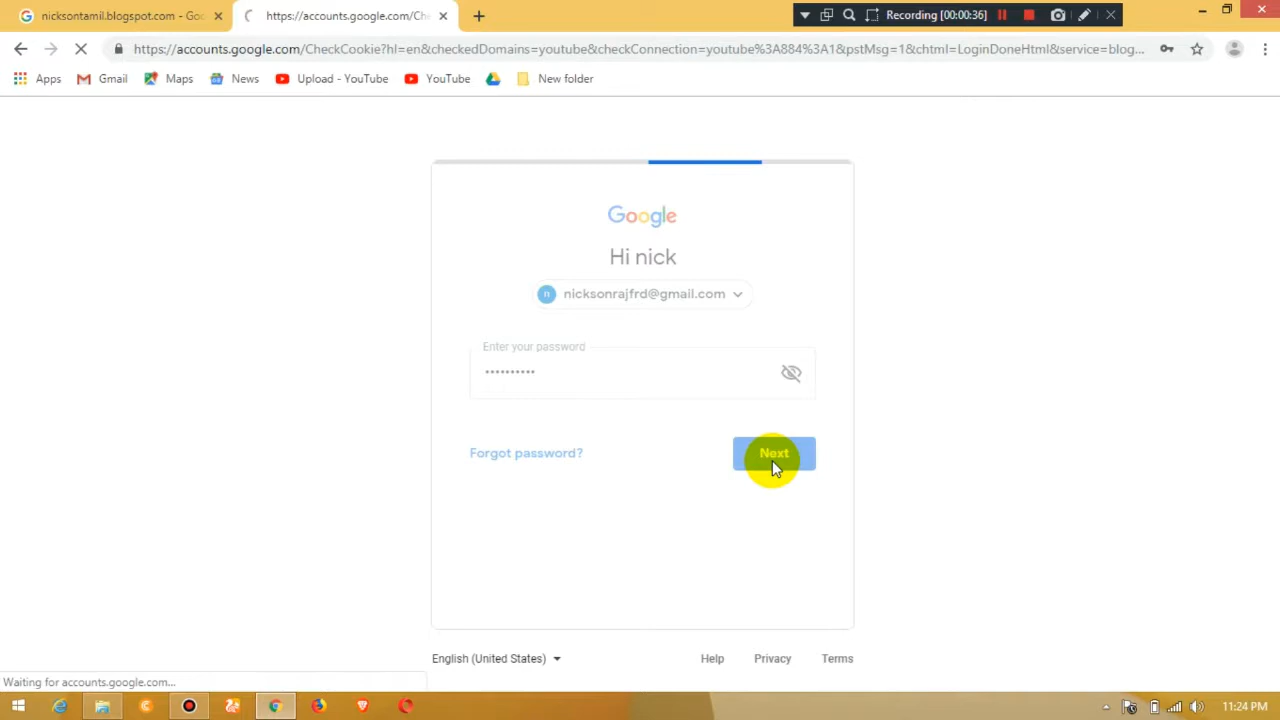 nicksontamil.blogspot.com - Goo
https://accounts.google.com/Che
Recording [00:00:36]
https://accounts.google.com/CheckCookie?hl=en&checkedDomains=youtube&checkConnection=youtube%3A884%3A1&pstMsg=1&chtml=LoginDoneHtml&service=blog...
Apps
Gmail
Maps
News
Upload - YouTube
YouTube
New folder
Google
Hi nick
n
nicksonrajfrd@gmail.com
Enter your password
••••••••••
Forgot password?
Next
English (United States)
Help
Privacy
Terms
Waiting for accounts.google.com...
11:24 PM